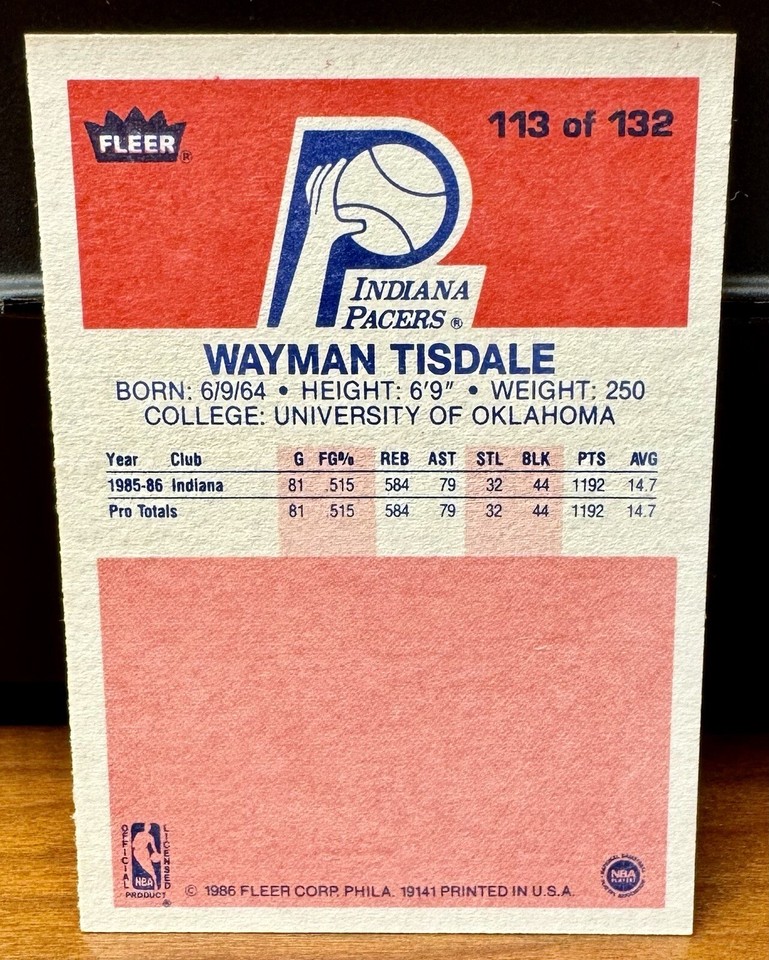 FLEER ®
113 of 132
INDIANA
PACERS ®
WAYMAN TISDALE
BORN: 6/9/64 • HEIGHT: 6'9" • WEIGHT: 250
COLLEGE: UNIVERSITY OF OKLAHOMA
Year Club G FG% REB AST STL BLK PTS AVG
1985-86 Indiana 81 .515 584 79 32 44 1192 14.7
Pro Totals 81 .515 584 79 32 44 1192 14.7
OFFICIAL
LICENSED
NBA
PRODUCT ®
© 1986 FLEER CORP. PHILA. 19141 PRINTED IN U.S.A.
NBA
PLAYERS